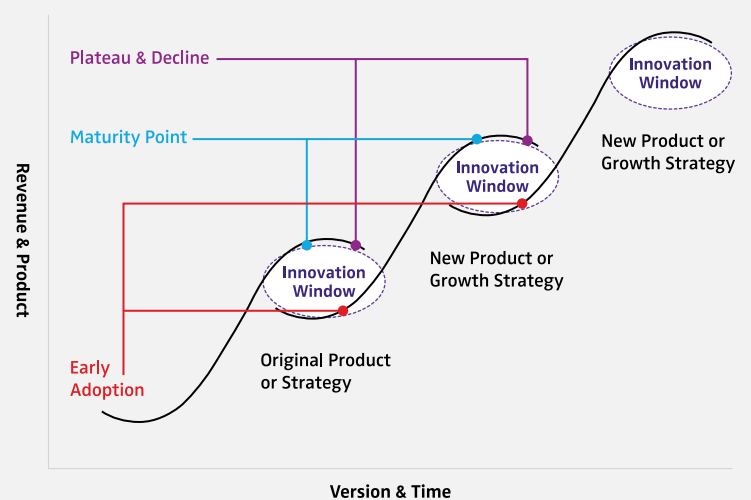 Plateau & Decline
Innovation
Window
Maturity Point
New Product or
Growth Strategy
Innovation
Window
Revenue & Product
New Product or
Growth Strategy
Innovation
Window
Original Product
or Strategy
Early
Adoption
Version & Time